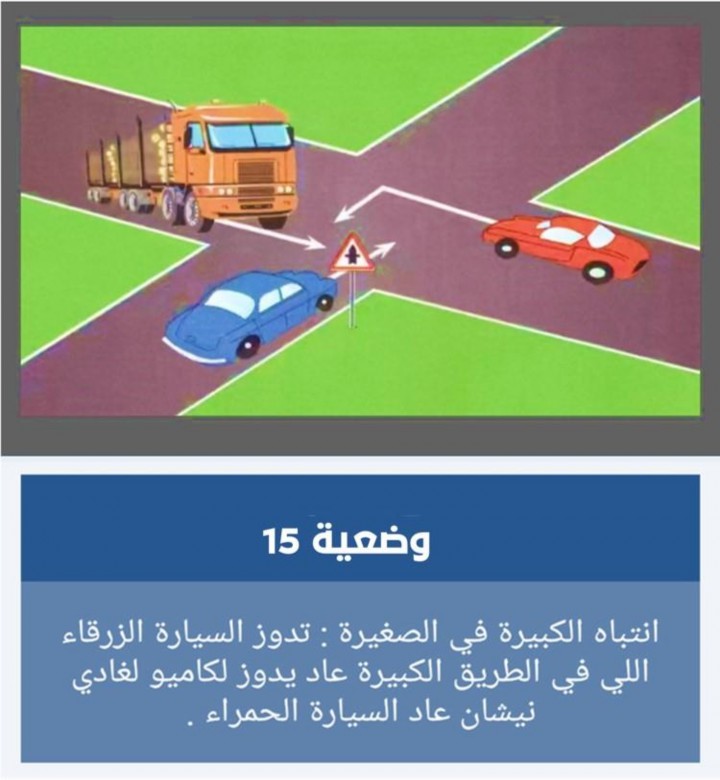 وضعية 15
انتباه الكبيرة في الصغيرة : تدوز السيارة الزرقاء
اللي في الطريق الكبيرة عاد يدوز لكاميو لغادي
نيشان عاد السيارة الحمراء .